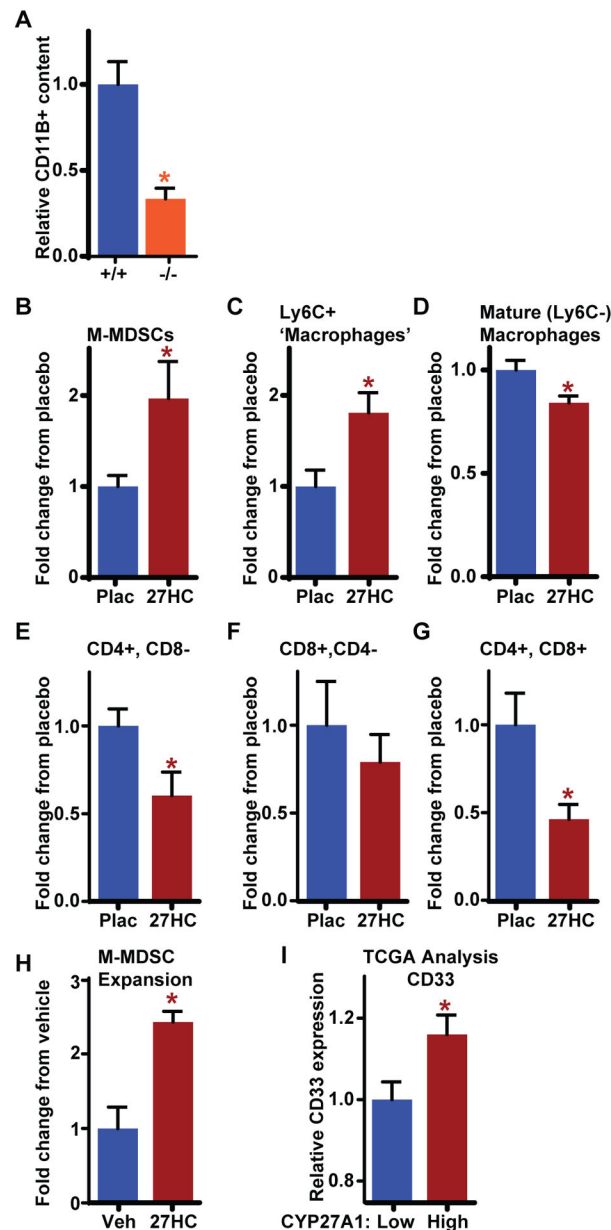 A
Relative CD11B+ content
1.0
0.5
0.0
*
+/+ -/-
B
M-MDSCs
Fold change from placebo
2
1
0
*
Plac 27HC
C
Ly6C+
‘Macrophages’
Fold change from placebo
2
1
0
*
Plac 27HC
D
Mature (Ly6C-)
Macrophages
Fold change from placebo
1.0
0.5
0.0
*
Plac 27HC
E
CD4+, CD8-
Fold change from placebo
1.0
0.5
0.0
*
Plac 27HC
F
CD8+,CD4-
Fold change from placebo
1.0
0.5
0.0
Plac 27HC
G
CD4+, CD8+
Fold change from placebo
1.0
0.5
0.0
*
Plac 27HC
H
M-MDSC
Expansion
Fold change from vehicle
3
2
1
0
*
Veh 27HC
I
TCGA Analysis
CD33
Relative CD33 expression
1.2
1.0
0.8
*
CYP27A1: Low High